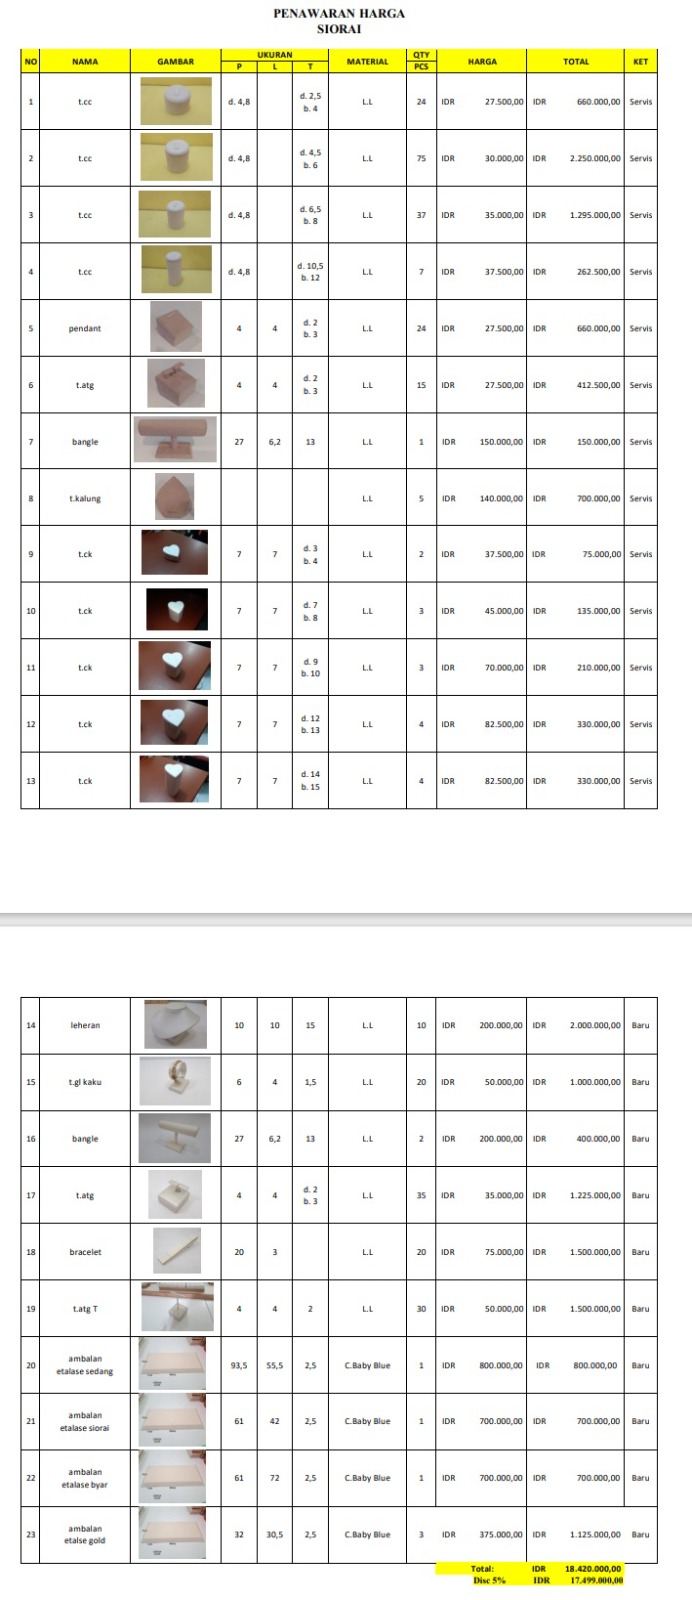 PENAWARAN HARGA
SIORAI
NO NAMA GAMBAR UKURAN MATERIAL QTY HARGA TOTAL KET
P L T PCS
1 t.cc d. 4,8 d. 2,5 b. 4 L.L 24 IDR 27.500,00 IDR 660.000,00 Servis
2 t.cc d. 4,8 d. 4,5 b. 6 L.L 75 IDR 30.000,00 IDR 2.250.000,00 Servis
3 t.cc d. 4,8 d. 6,5 b. 8 L.L 37 IDR 35.000,00 IDR 1.295.000,00 Servis
4 t.cc d. 4,8 d. 10,5 b. 12 L.L 7 IDR 37.500,00 IDR 262.500,00 Servis
5 pendant 4 4 d. 2 b. 3 L.L 24 IDR 27.500,00 IDR 660.000,00 Servis
6 t.atg 4 4 d. 2 b. 3 L.L 15 IDR 27.500,00 IDR 412.500,00 Servis
7 bangle 27 6,2 13 L.L 1 IDR 150.000,00 IDR 150.000,00 Servis
8 t.kalung L.L 5 IDR 140.000,00 IDR 700.000,00 Servis
9 t.ck 7 7 d. 3 b. 4 L.L 2 IDR 37.500,00 IDR 75.000,00 Servis
10 t.ck 7 7 d. 7 b. 8 L.L 3 IDR 45.000,00 IDR 135.000,00 Servis
11 t.ck 7 7 d. 9 b. 10 L.L 3 IDR 70.000,00 IDR 210.000,00 Servis
12 t.ck 7 7 d. 12 b. 13 L.L 4 IDR 82.500,00 IDR 330.000,00 Servis
13 t.ck 7 7 d. 14 b. 15 L.L 4 IDR 82.500,00 IDR 330.000,00 Servis
14 leheran 10 10 15 L.L 10 IDR 200.000,00 IDR 2.000.000,00 Baru
15 t.gl kaku 6 4 1,5 L.L 20 IDR 50.000,00 IDR 1.000.000,00 Baru
16 bangle 27 6,2 13 L.L 2 IDR 200.000,00 IDR 400.000,00 Baru
17 t.atg 4 4 d. 2 b. 3 L.L 35 IDR 35.000,00 IDR 1.225.000,00 Baru
18 bracelet 20 3 L.L 20 IDR 75.000,00 IDR 1.500.000,00 Baru
19 t.atg T 4 4 2 L.L 30 IDR 50.000,00 IDR 1.500.000,00 Baru
20 ambalan etalase sedang 93,5 55,5 2,5 C.Baby Blue 1 IDR 800.000,00 IDR 800.000,00 Baru
21 ambalan etalase siorai 61 42 2,5 C.Baby Blue 1 IDR 700.000,00 IDR 700.000,00 Baru
22 ambalan etalase byar 61 72 2,5 C.Baby Blue 1 IDR 700.000,00 IDR 700.000,00 Baru
23 ambalan etalse gold 32 30,5 2,5 C.Baby Blue 3 IDR 375.000,00 IDR 1.125.000,00 Baru
Total: IDR 18.420.000,00
Disc 5% IDR 17.499.000,00